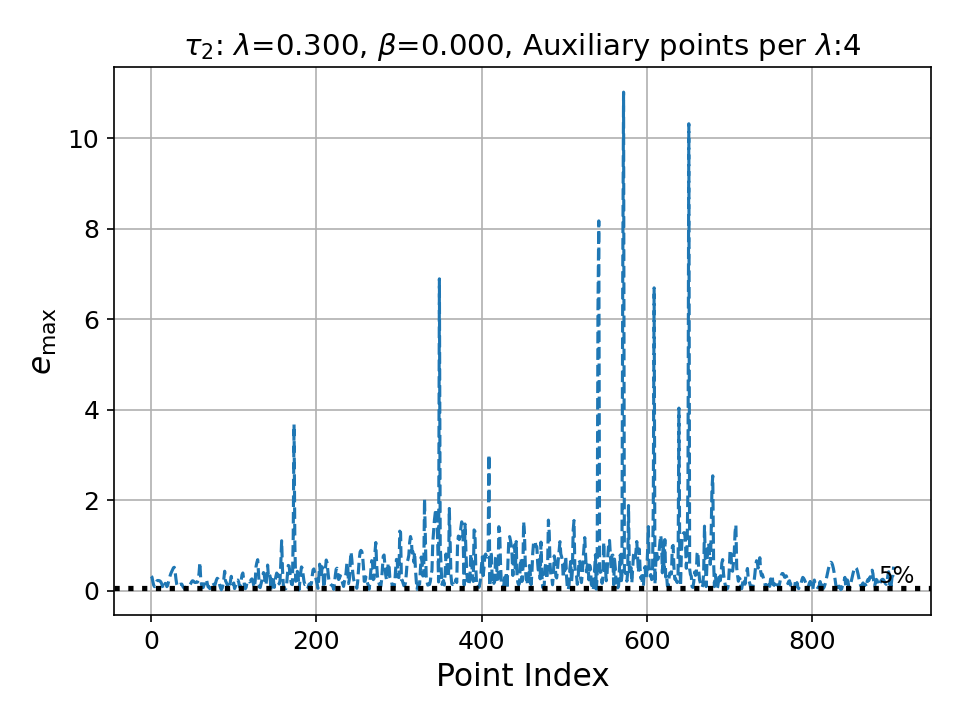 τ₂: λ=0.300, β=0.000, Auxiliary points per λ:4
10
8
6
4
2
0
e_max
5%
0 200 400 600 800
Point Index